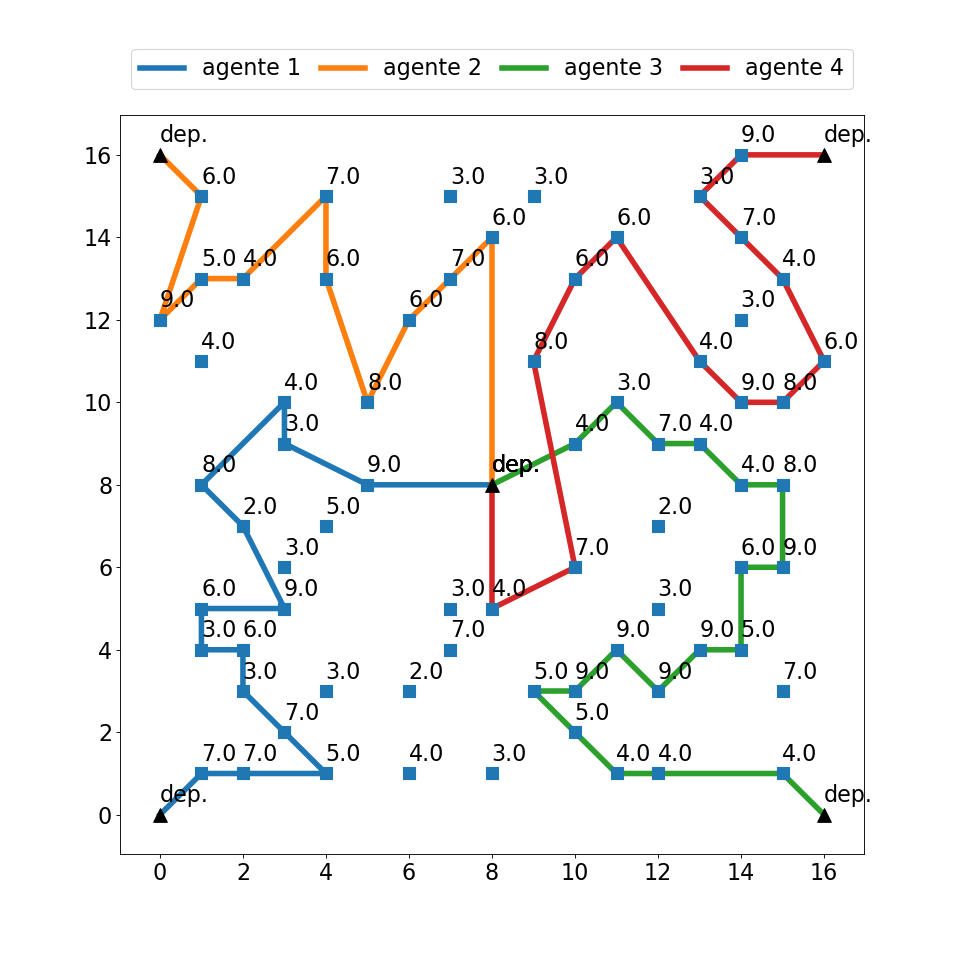 agente 1 agente 2 agente 3 agente 4
dep. 9.0 dep.
16
6.0 7.0 3.0 3.0 3.0
6.0 6.0 7.0
14
5.0 4.0 6.0 7.0 6.0 4.0
9.0 6.0 3.0
12
4.0 8.0 4.0 6.0
4.0 8.0 3.0 9.0 8.0
10
3.0 4.0 7.0 4.0
8.0 9.0 dep. dep. 4.0 8.0
8
2.0 5.0 2.0
3.0 7.0 6.0 9.0
6
6.0 9.0 3.0 4.0 3.0
3.0 6.0 7.0 9.0 9.0 5.0
4
3.0 3.0 2.0 5.0 9.0 9.0 7.0
7.0 5.0
2
7.0 7.0 5.0 4.0 3.0 4.0 4.0 4.0
dep. dep.
0
0 2 4 6 8 10 12 14 16